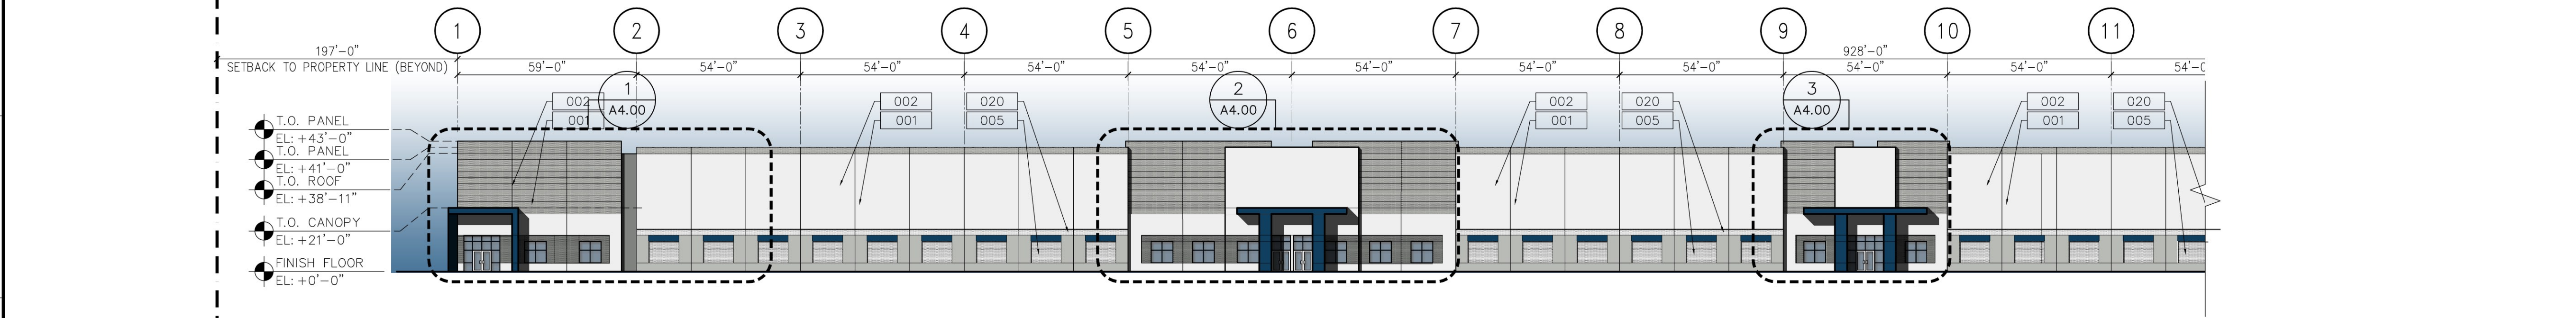 1 2 3 4 5 6 7 8 9 10 11
197'-0" 928'-0"
SETBACK TO PROPERTY LINE (BEYOND) 59'-0" 54'-0" 54'-0" 54'-0" 54'-0" 54'-0" 54'-0" 54'-0" 54'-0" 54'-0"
1
A4.00
2
A4.00
3
A4.00
002
001
002
001
020
005
002
001
020
005
002
001
020
005
T.O. PANEL
EL: +43'-0"
T.O. PANEL
EL: +41'-0"
T.O. ROOF
EL: +38'-11"
T.O. CANOPY
EL: +21'-0"
FINISH FLOOR
EL: +0'-0"